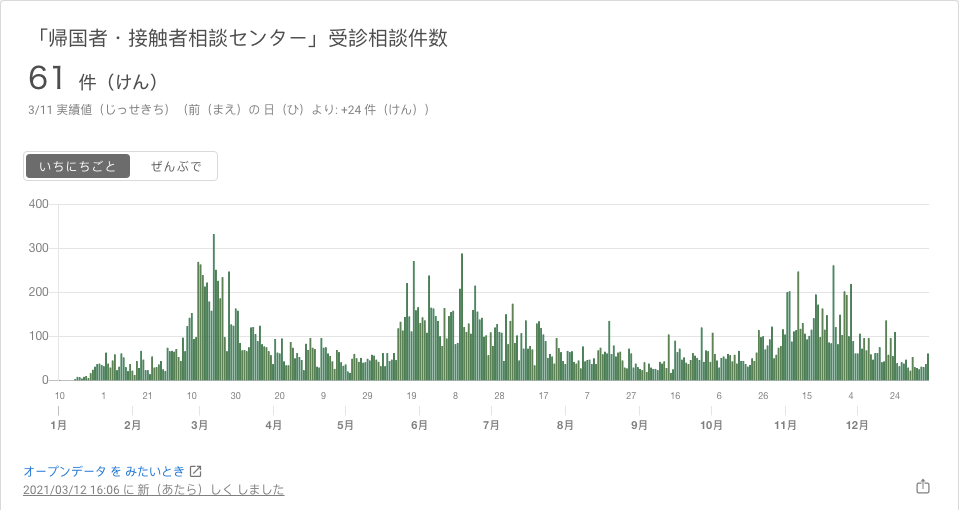 「帰国者・接触者相談センター」受診相談件数
61 件（けん）
3/11 実績値（じっせきち）（前（まえ）の 日（ひ）より: +24 件（けん））
いちにちごと ぜんぶで
400
300
200
100
0
10 1 21 10 30 20 9 29 19 8 28 17 7 27 16 6 26 15 4 24
1月 2月 3月 4月 5月 6月 7月 8月 9月 10月 11月 12月
オープンデータ を みたいとき
2021/03/12 16:06 に 新（あたら）しく しました